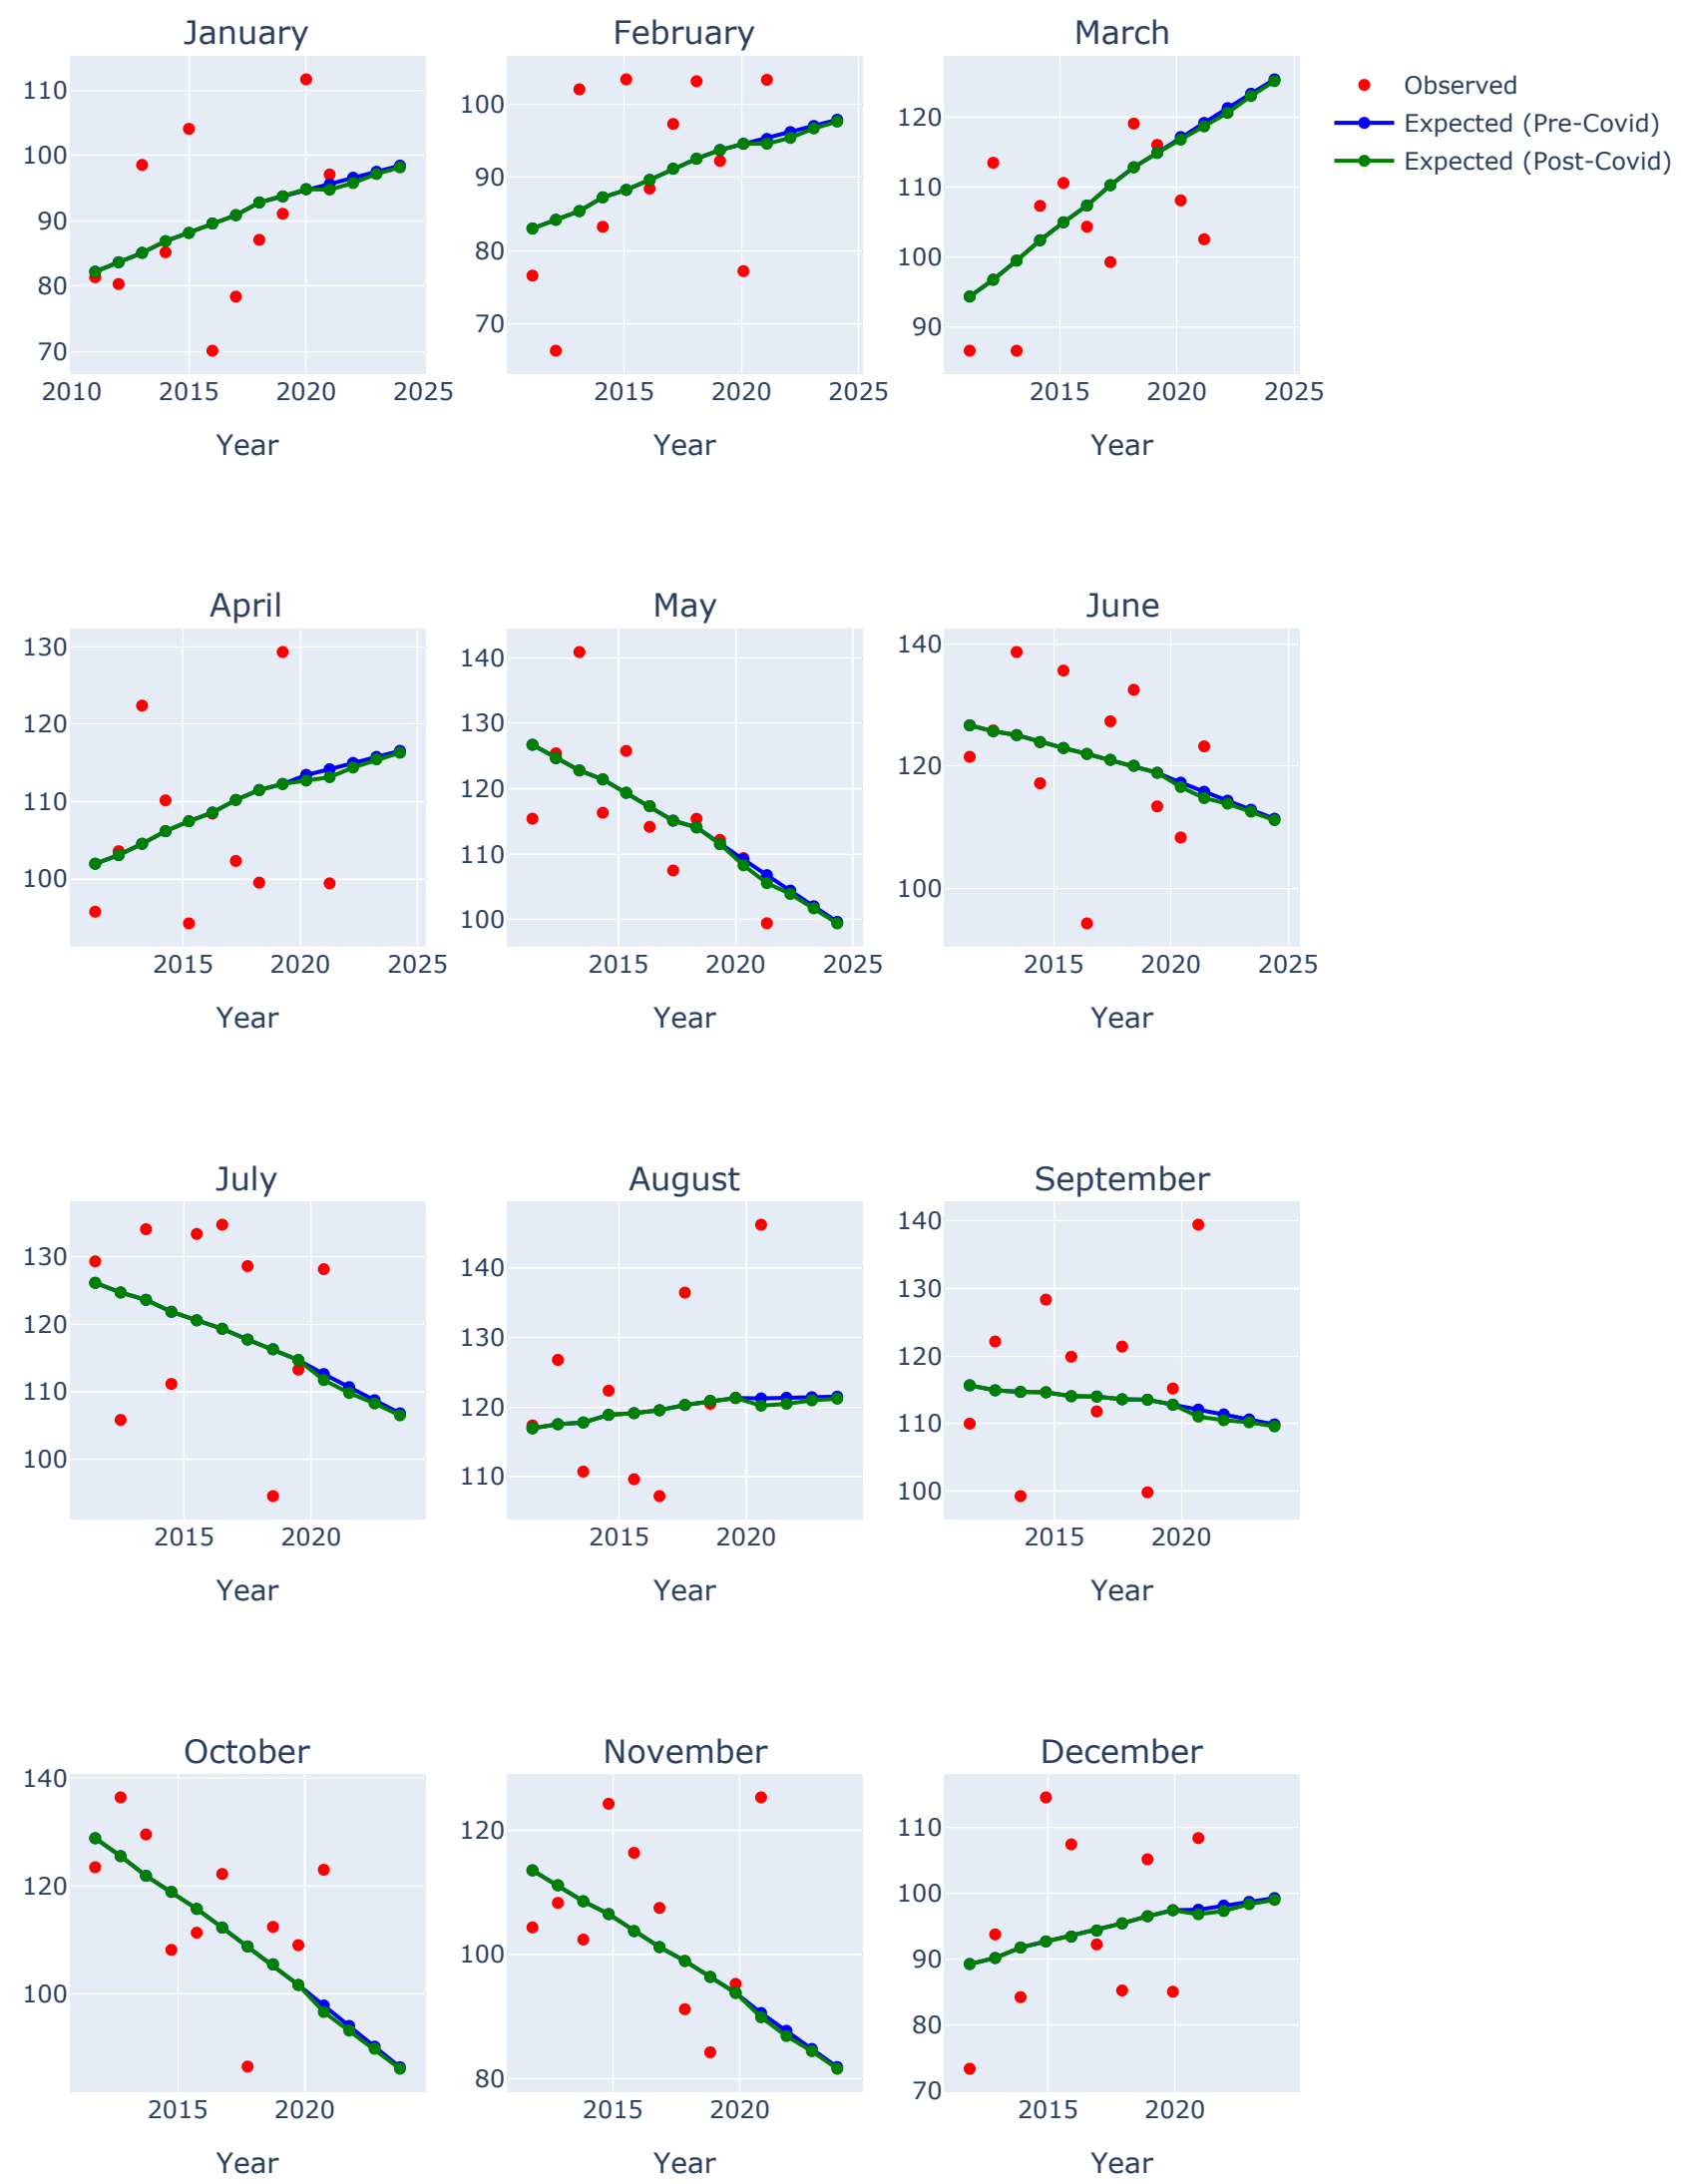 January
February
March
110
100
90
80
70
2010
2015
2020
2025
Year
100
90
80
70
2015
2020
2025
Year
120
110
100
90
2015
2020
2025
Year
Observed
Expected (Pre-Covid)
Expected (Post-Covid)
April
May
June
130
120
110
100
2015
2020
2025
Year
140
130
120
110
100
2015
2020
2025
Year
140
120
100
2015
2020
2025
Year
July
August
September
130
120
110
100
2015
2020
Year
140
130
120
110
2015
2020
Year
140
130
120
110
100
2015
2020
Year
October
November
December
140
120
100
2015
2020
Year
120
100
80
2015
2020
Year
110
100
90
80
70
2015
2020
Year